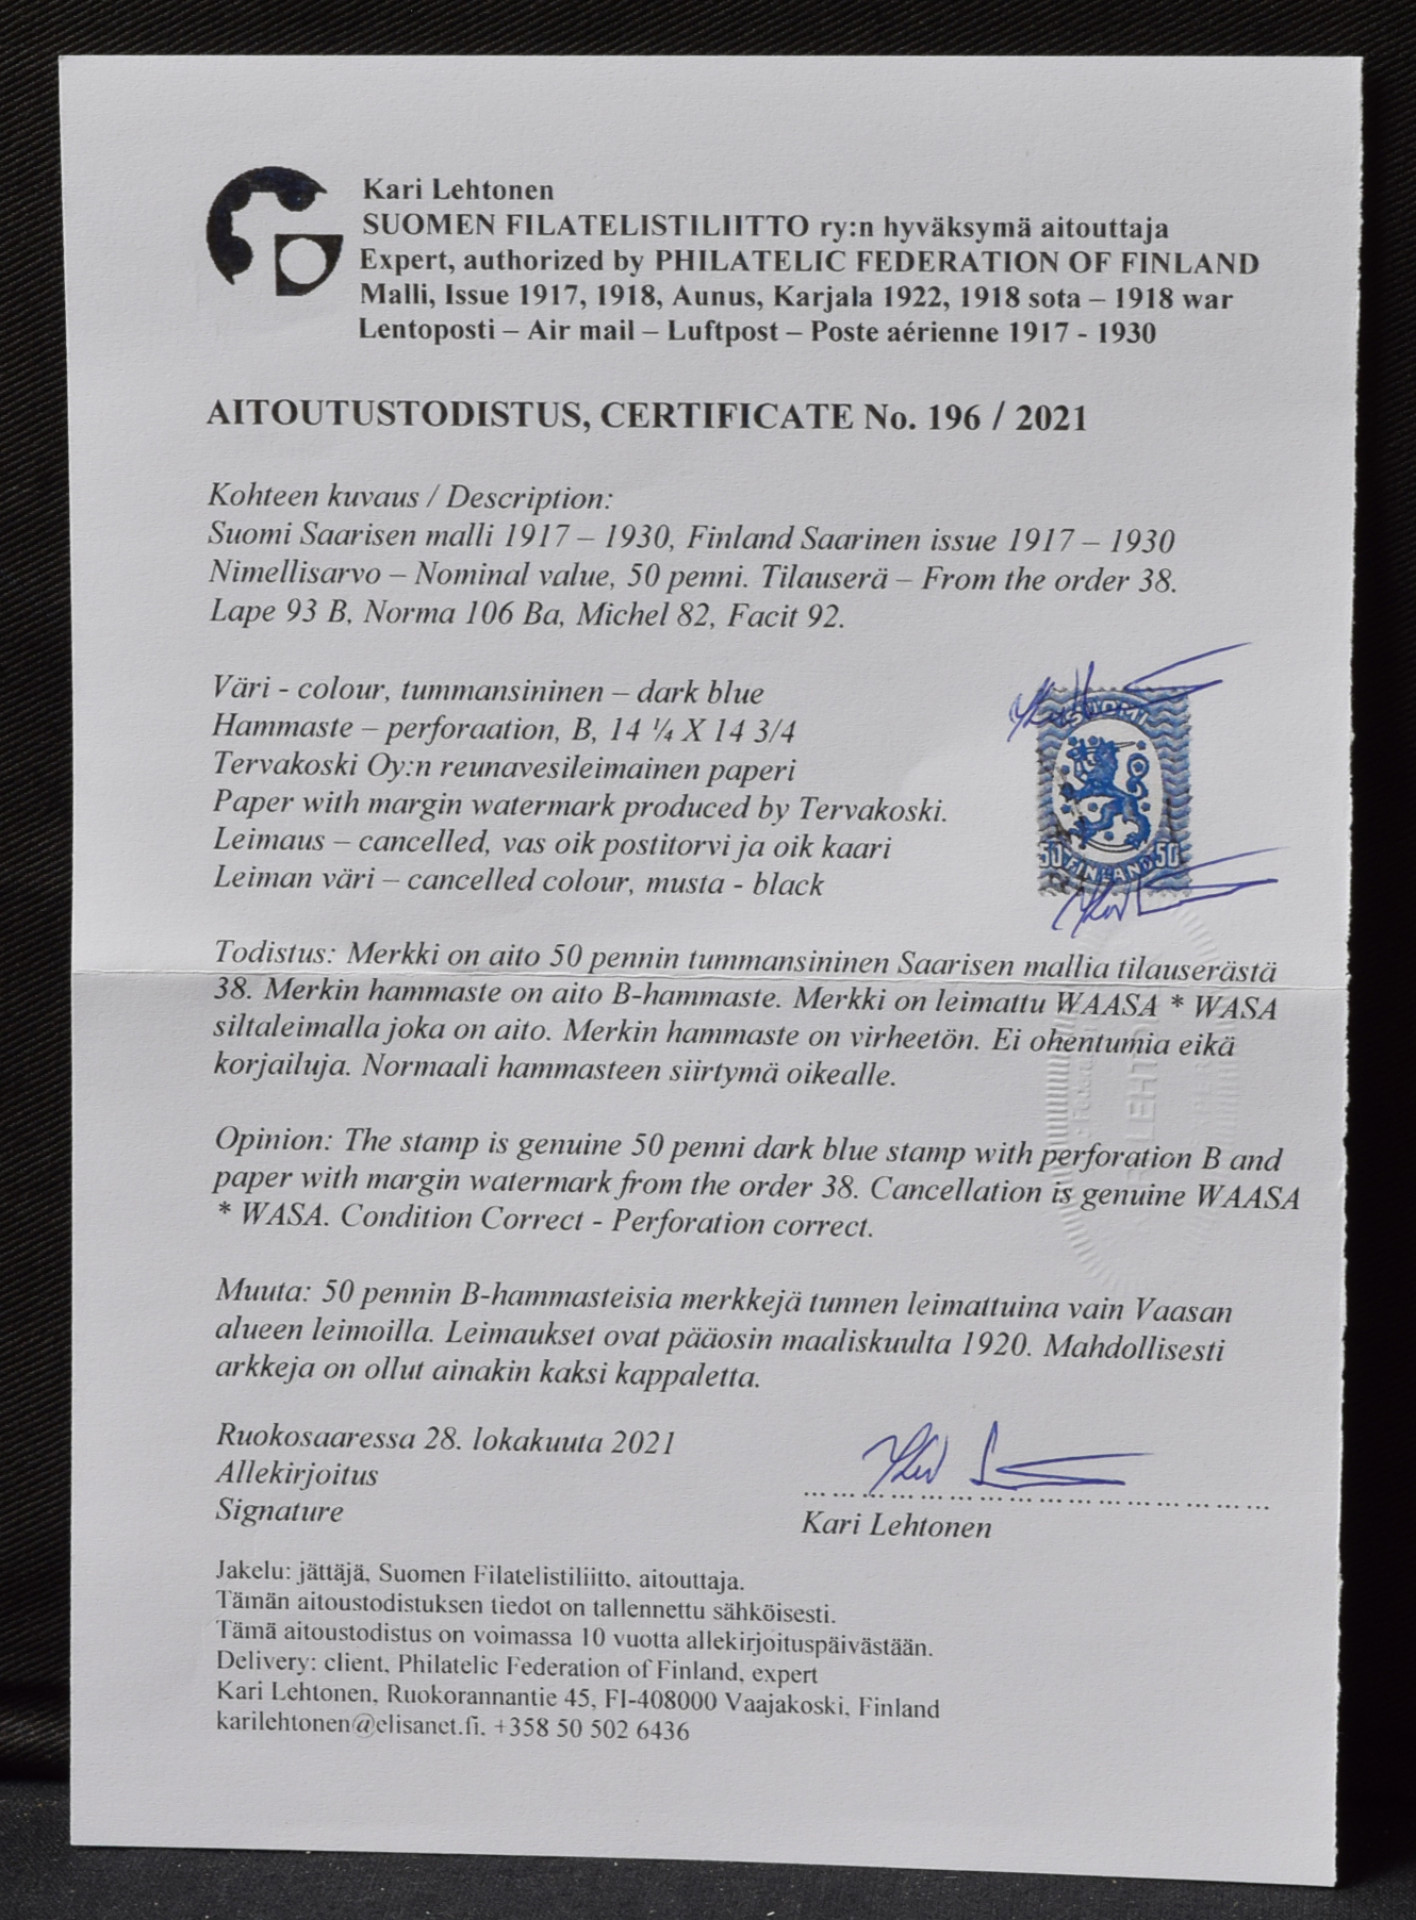 Kari Lehtonen
SUOMEN FILATELISTILIITTO ry:n hyväksymä aitouttaja
Expert, authorized by PHILATELIC FEDERATION OF FINLAND
Malli, Issue 1917, 1918, Aunus, Karjala 1922, 1918 sota – 1918 war
Lentoposti – Air mail – Luftpost – Poste aérienne 1917 - 1930
AITOUTUSTODISTUS, CERTIFICATE No. 196 / 2021
Kohteen kuvaus / Description:
Suomi Saarisen malli 1917 – 1930, Finland Saarinen issue 1917 – 1930
Nimellisarvo – Nominal value, 50 penni. Tilauserä – From the order 38.
Lape 93 B, Norma 106 Ba, Michel 82, Facit 92.
Väri - colour, tummansininen – dark blue
Hammaste – perforaation, B, 14 ¼ X 14 3/4
Tervakoski Oy:n reunavesileimainen paperi
Paper with margin watermark produced by Tervakoski.
Leimaus – cancelled, vas oik postitorvi ja oik kaari
Leiman väri – cancelled colour, musta - black
SUOMI
50 FINLAND 50
Todistus: Merkki on aito 50 pennin tummansininen Saarisen mallia tilauserästä
38. Merkin hammaste on aito B-hammaste. Merkki on leimattu WAASA * WASA
siltaleimalla joka on aito. Merkin hammaste on virheetön. Ei ohentumia eikä
korjailuja. Normaali hammasteen siirtymä oikealle.
Opinion: The stamp is genuine 50 penni dark blue stamp with perforation B and
paper with margin watermark from the order 38. Cancellation is genuine WAASA
* WASA. Condition Correct - Perforation correct.
Muuta: 50 pennin B-hammasteisia merkkejä tunnen leimattuina vain Vaasan
alueen leimoilla. Leimaukset ovat pääosin maaliskuulta 1920. Mahdollisesti
arkkeja on ollut ainakin kaksi kappaletta.
Ruokosaaressa 28. lokakuuta 2021
Allekirjoitus
Signature
Kari Lehtonen
Jakelu: jättäjä, Suomen Filatelistiliitto, aitouttaja.
Tämän aitoustodistuksen tiedot on tallennettu sähköisesti.
Tämä aitoustodistus on voimassa 10 vuotta allekirjoituspäivästään.
Delivery: client, Philatelic Federation of Finland, expert
Kari Lehtonen, Ruokorannantie 45, FI-408000 Vaajakoski, Finland
karilehtonen@elisanet.fi. +358 50 502 6436